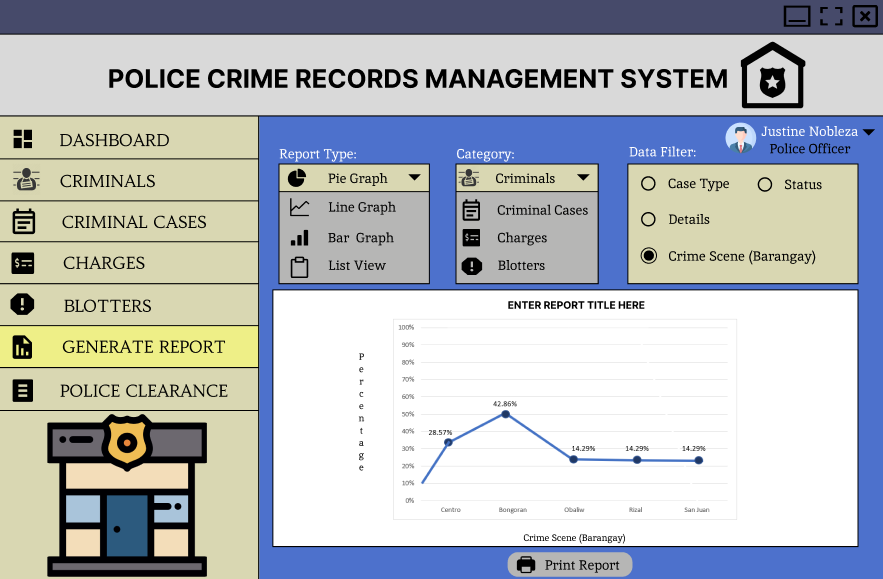 POLICE CRIME RECORDS MANAGEMENT SYSTEM
DASHBOARD
CRIMINALS
CRIMINAL CASES
CHARGES
BLOTTERS
GENERATE REPORT
POLICE CLEARANCE
Justine Nobleza
Police Officer
Report Type:
Pie Graph
Line Graph
Bar Graph
List View
Category:
Criminals
Criminal Cases
Charges
Blotters
Data Filter:
Case Type
Status
Details
Crime Scene (Barangay)
ENTER REPORT TITLE HERE
Percentage
100%
90%
80%
70%
60%
50%
40%
30%
20%
10%
0%
28.57%
42.86%
14.29%
14.29%
14.29%
Centro
Bongoran
Obaliw
Rizal
San Juan
Crime Scene (Barangay)
Print Report